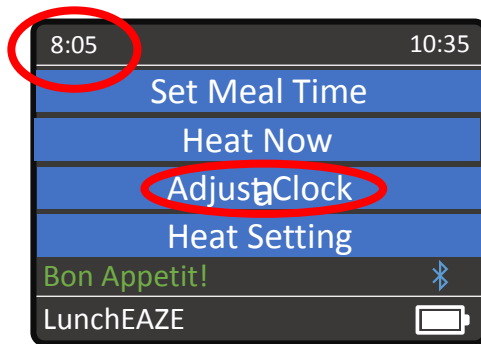 8:05 10:35
Set Meal Time
Heat Now
Adjust Clock
a
Heat Setting
Bon Appetit!
LunchEAZE